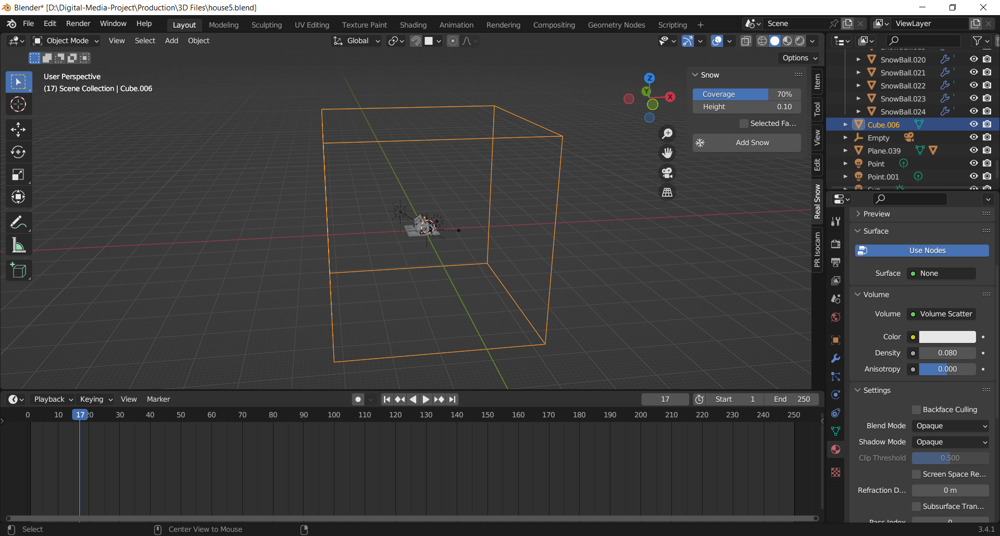 Blender* [D:\Digital-Media-Project\Production\3D Files\house5.blend]
File Edit Render Window Help Layout Modeling Sculpting UV Editing Texture Paint Shading Animation Rendering Compositing Geometry Nodes Scripting + Scene ViewLayer
Object Mode View Select Add Object Global
Options
User Perspective
(17) Scene Collection | Cube.006
Z
Y
X
Snow
Coverage 70%
Height 0.10
Selected Fa...
Add Snow
Item
Tool
View
Edit
Real Snow
PR Isocam
SnowBall.020
SnowBall.021
SnowBall.022
SnowBall.023
SnowBall.024
Cube.006
Empty
Plane.039
Point
Point.001
Preview
Surface
Use Nodes
Surface None
Volume
Volume Volume Scatter
Color
Density 0.080
Anisotropy 0.000
Settings
Backface Culling
Blend Mode Opaque
Shadow Mode Opaque
Clip Threshold 0.500
Screen Space Re...
Refraction D... 0 m
Subsurface Tran...
Pass Index 0
Playback Keying View Marker 17 Start 1 End 250
0 10 17 20 30 40 50 60 70 80 90 100 110 120 130 140 150 160 170 180 190 200 210 220 230 240 250
Select Center View to Mouse 3.4.1